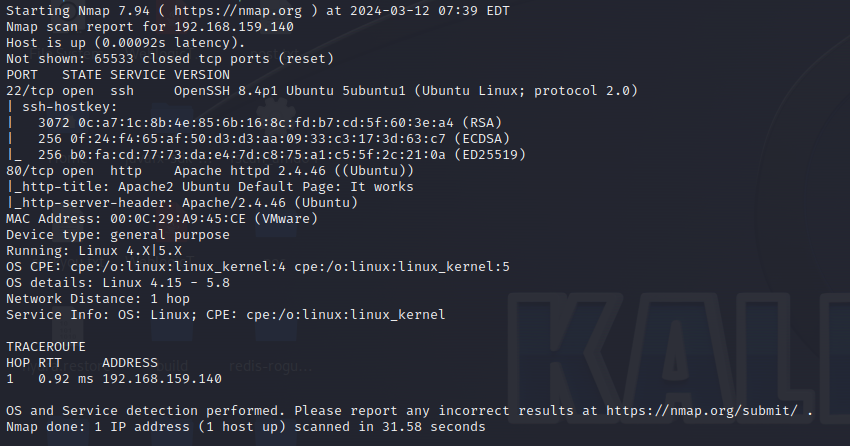 Starting Nmap 7.94 ( https://nmap.org ) at 2024-03-12 07:39 EDT
Nmap scan report for 192.168.159.140
Host is up (0.00092s latency).
Not shown: 65533 closed tcp ports (reset)
PORT   STATE SERVICE VERSION
22/tcp open  ssh     OpenSSH 8.4p1 Ubuntu 5ubuntu1 (Ubuntu Linux; protocol 2.0)
| ssh-hostkey:
|   3072 0c:a7:1c:8b:4e:85:6b:16:8c:fd:b7:cd:5f:60:3e:a4 (RSA)
|   256 0f:24:f4:65:af:50:d3:d3:aa:09:33:c3:17:3d:63:c7 (ECDSA)
|_  256 b0:fa:cd:77:73:da:e4:7d:c8:75:a1:c5:5f:2c:21:0a (ED25519)
80/tcp open  http    Apache httpd 2.4.46 ((Ubuntu))
|_http-title: Apache2 Ubuntu Default Page: It works
|_http-server-header: Apache/2.4.46 (Ubuntu)
MAC Address: 00:0C:29:A9:45:CE (VMware)
Device type: general purpose
Running: Linux 4.X|5.X
OS CPE: cpe:/o:linux:linux_kernel:4 cpe:/o:linux:linux_kernel:5
OS details: Linux 4.15 - 5.8
Network Distance: 1 hop
Service Info: OS: Linux; CPE: cpe:/o:linux:linux_kernel
TRACEROUTE
HOP RTT     ADDRESS
1   0.92 ms 192.168.159.140
OS and Service detection performed. Please report any incorrect results at https://nmap.org/submit/ .
Nmap done: 1 IP address (1 host up) scanned in 31.58 seconds
redis-rogu...
KALI